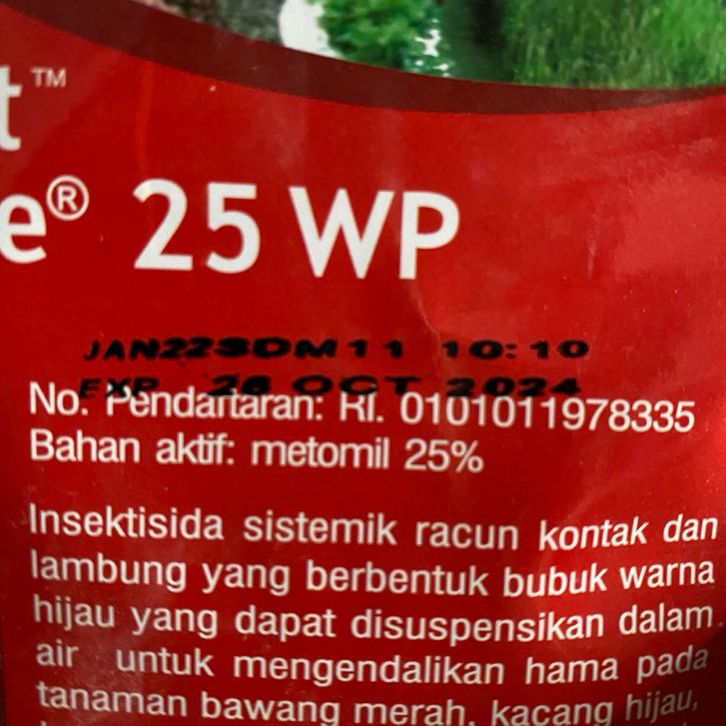 t™
e® 25 WP
JAN22SDM11 10:10
EXP 26 OCT 2024
No. Pendaftaran: RI. 0101011978335
Bahan aktif: metomil 25%
Insektisida sistemik racun kontak dan
lambung yang berbentuk bubuk warna
hijau yang dapat disuspensikan dalam
air untuk mengendalikan hama pada
tanaman bawang merah, kacang hijau,